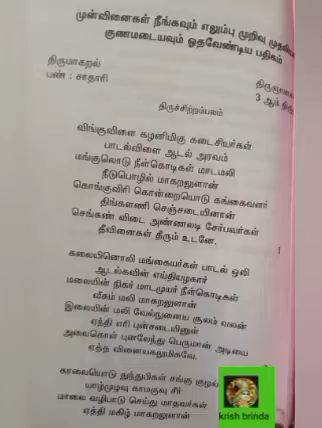 முன்வினைகள் நீங்கவும் எலும்பு முறிவு
குணமடையவும் ஓதவேண்டிய பதிகம்
திருமாகறல்
பண் : சாதாரி
3 ஆம்
திருச்சிற்றம்பலம்
விங்குவிளை கழனிமிகு கடைசியர்கள்
பாடல்விளை ஆடல் அரவம்
மங்குலொடு நீள்கொடிகள் மாடமலி
நீடுபொழில் மாகறலுளான்
கொங்குவிரி கொன்றையொடு கங்கைவளர்
திங்களணி செஞ்சடையினான்
செங்கண் விடை அண்ணலடி சேர்பவர்கள்
தீவினைகள் தீரும் உடனே.
1
கலையினொலி மங்கையர்கள் பாடல் ஒலி
ஆடல்கவின் எய்தியழகார்
மலையின் நிகர் மாடமுயர் நீள்கொடிகள்
வீசும் மலி மாகறலுளான்
இலையின் மலி வேல்நுனைய சூலம் வலன்
ஏந்தி எரி புன்சடையினுள்
அலைகொள் புனலேந்து பெருமான் அடியை
ஏத்த வினையகலுமிகவே.
காலையொடு துந்துபிகள் சங்கு குழல்
யாழ்முழவு காமருவு சீர்
மாலை வழிபாடு செய்து மாதவர்கள்
ஏத்தி மகிழ் மாகறலுளான்
krish brinda